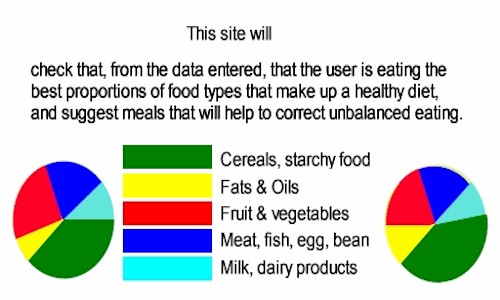 This site will
check that, from the data entered, that the user is eating the
best proportions of food types that make up a healthy diet,
and suggest meals that will help to correct unbalanced eating.
Cereals, starchy food
Fats & Oils
Fruit & vegetables
Meat, fish, egg, bean
Milk, dairy products